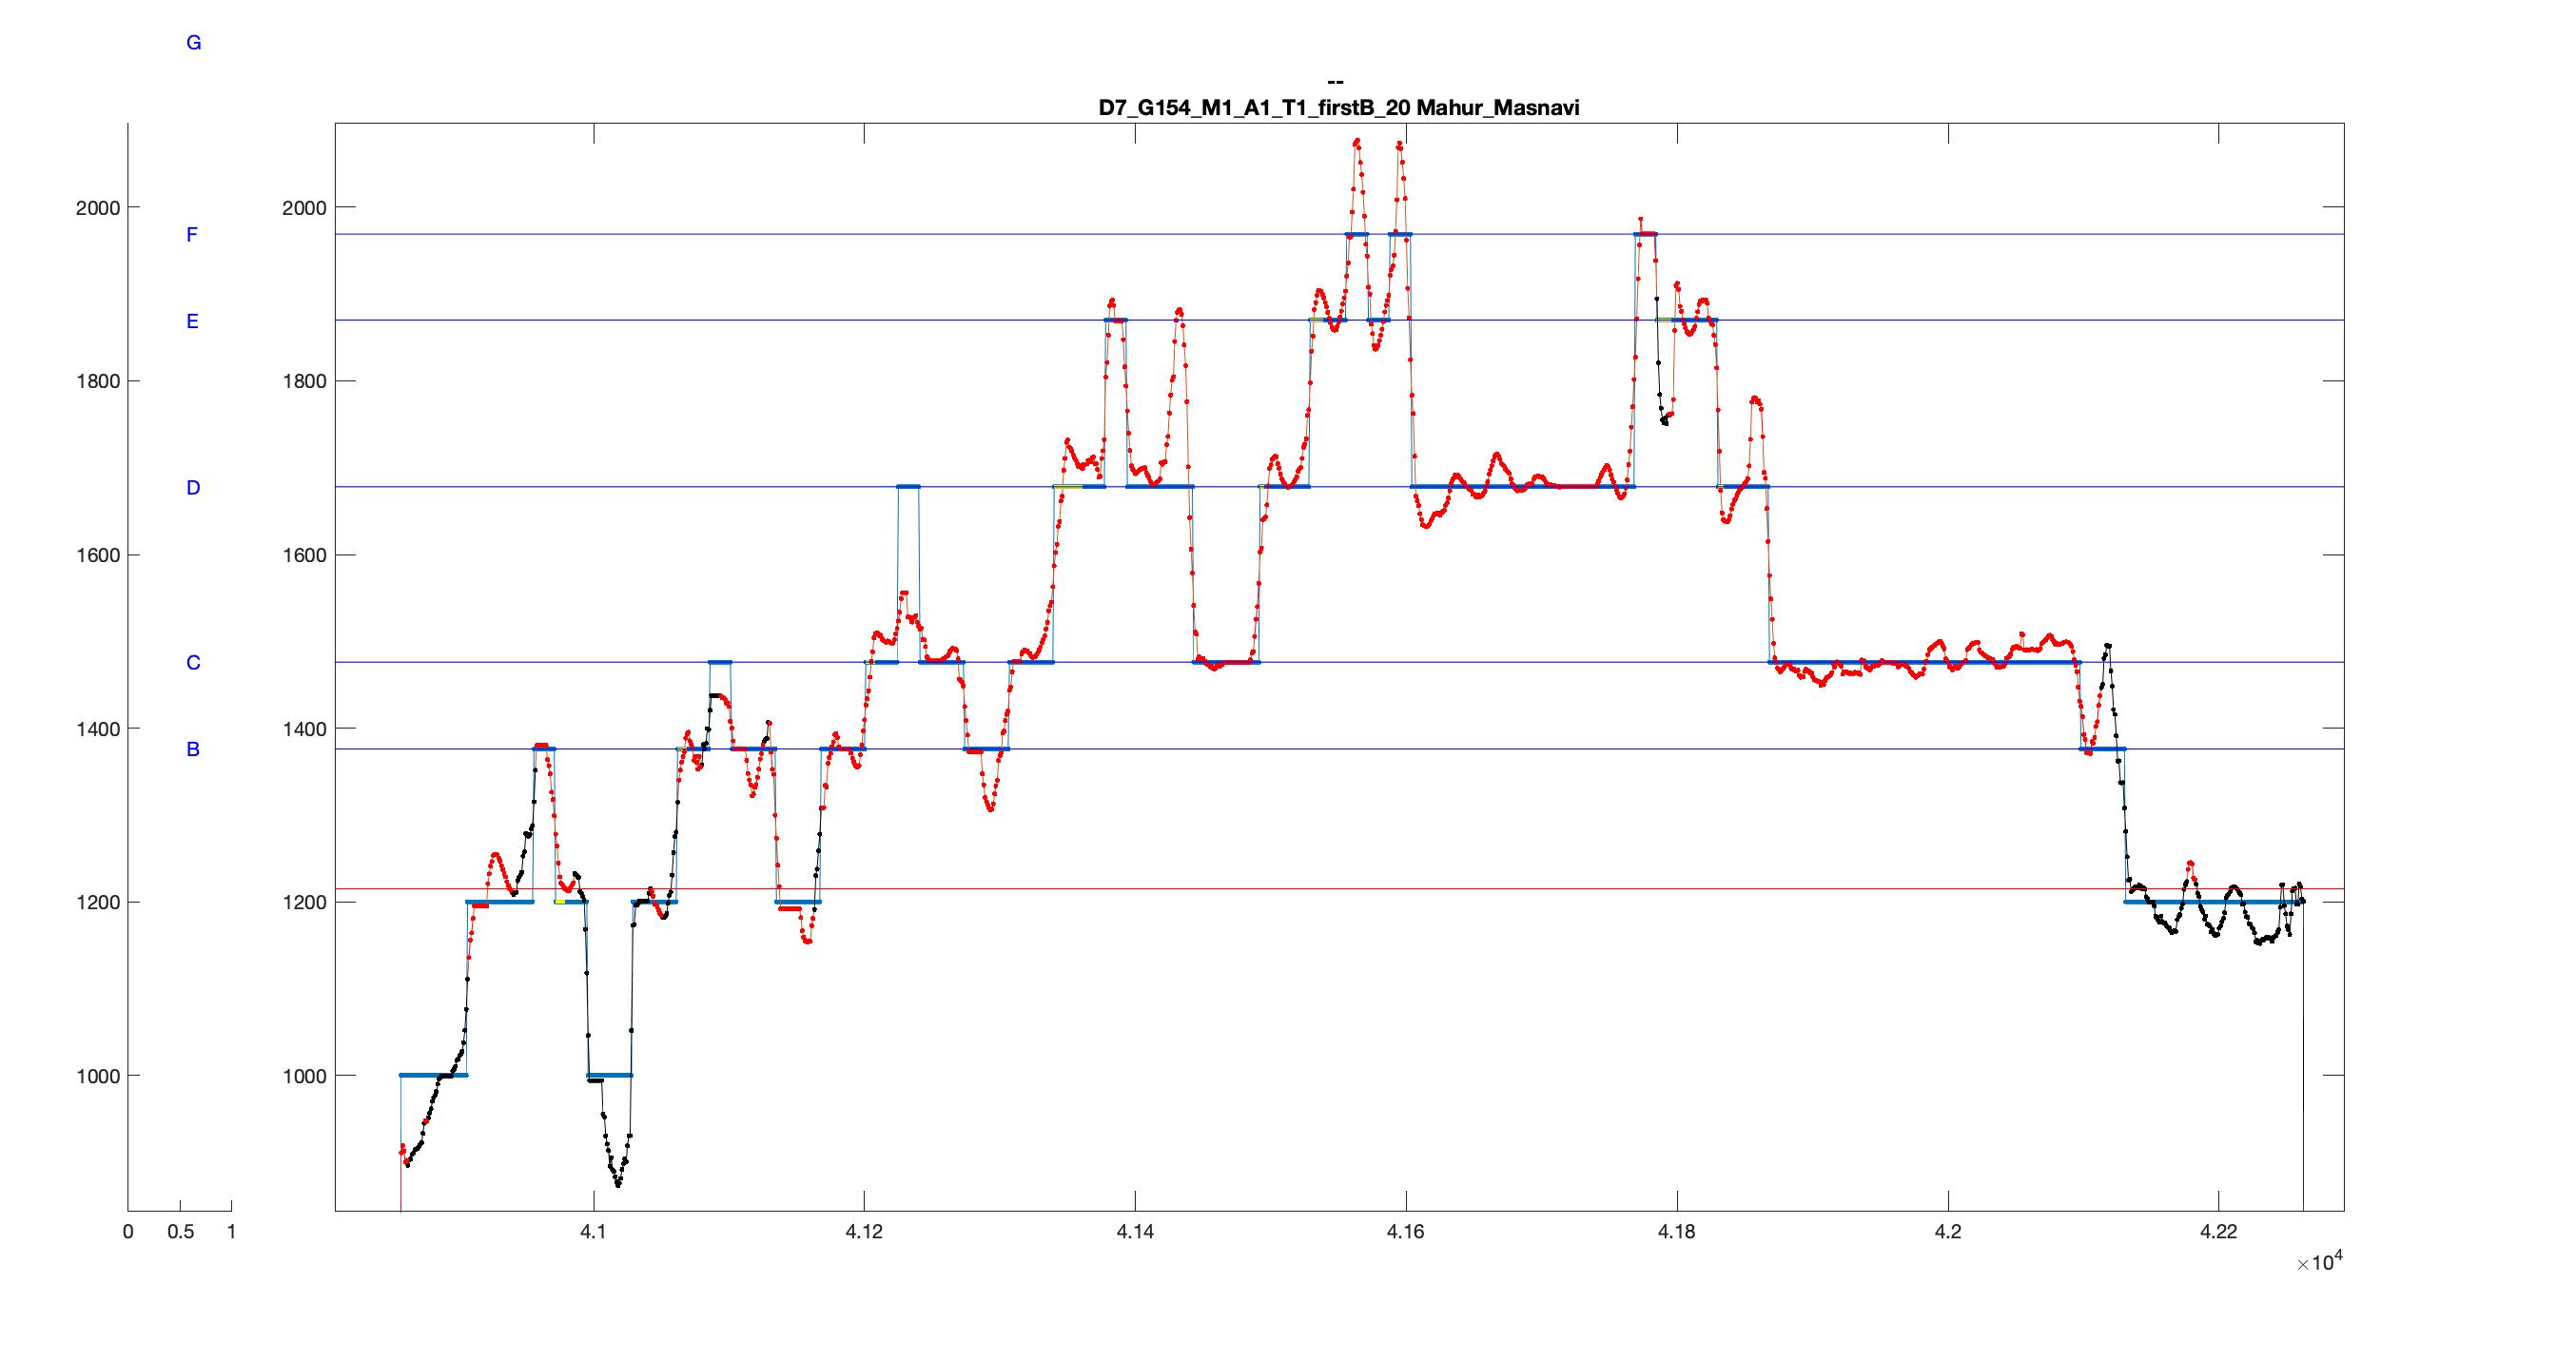 G
--
D7_G154_M1_A1_T1_firstB_20 Mahur_Masnavi
2000 F 2000
E
1800 1800
D
1600 1600
C
1400 1400
B
1200 1200
1000 1000
0 0.5 1 4.1 4.12 4.14 4.16 4.18 4.2 4.22
×10⁴